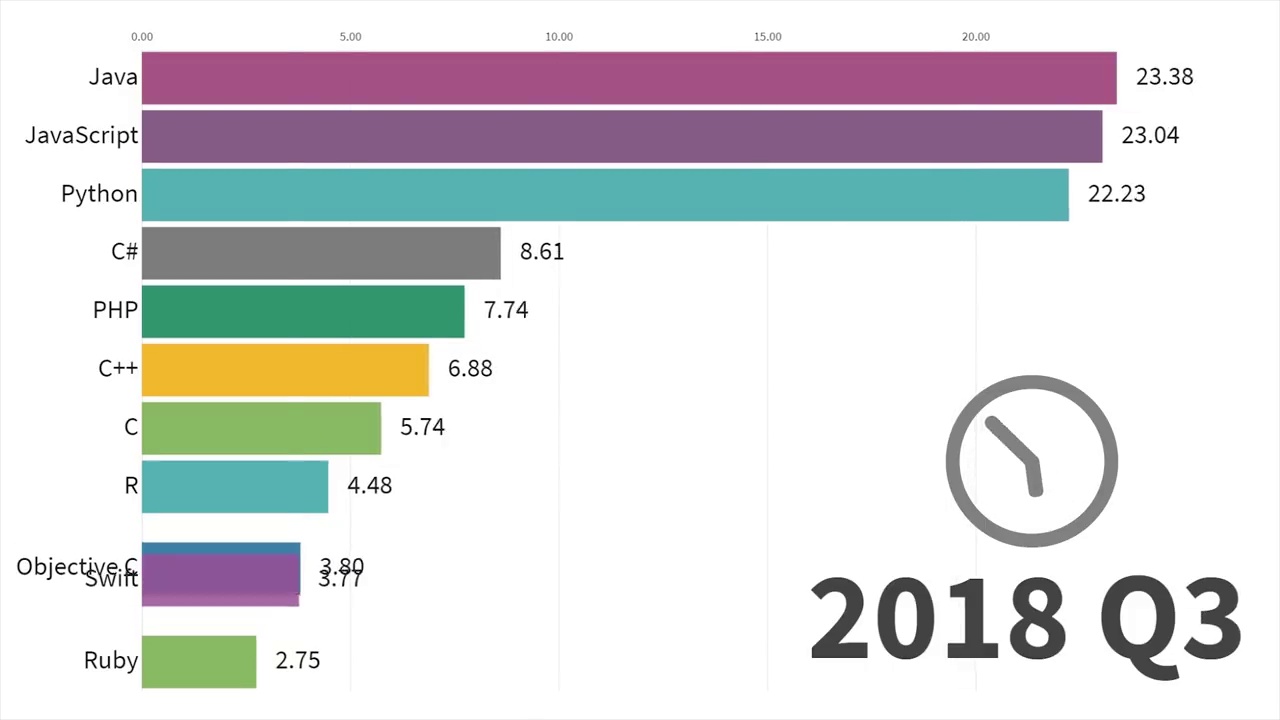 0.00 5.00 10.00 15.00 20.00
Java 23.38
JavaScript 23.04
Python 22.23
C# 8.61
PHP 7.74
C++ 6.88
C 5.74
R 4.48
Objective C 3.80
Swift 3.77
Ruby 2.75
2018 Q3